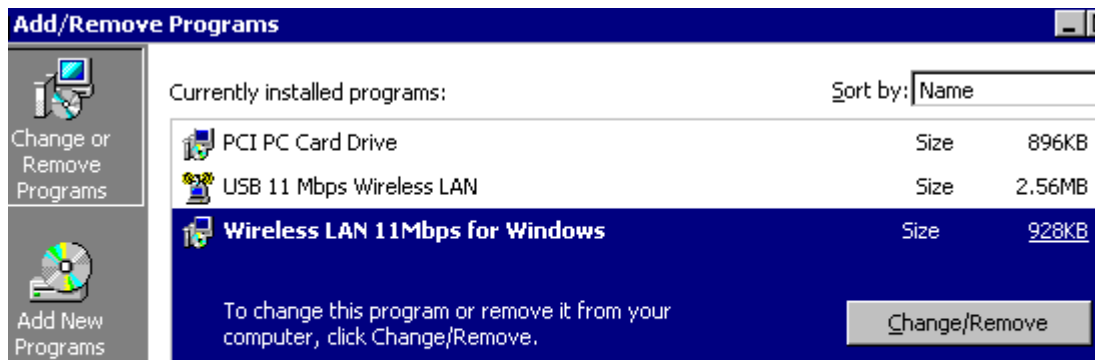 Add/Remove Programs
Change or
Remove
Programs
Add New
Programs
Currently installed programs:
Sort by: Name
PCI PC Card Drive Size 896KB
USB 11 Mbps Wireless LAN Size 2.56MB
Wireless LAN 11Mbps for Windows Size 928KB
To change this program or remove it from your
computer, click Change/Remove.
Change/Remove